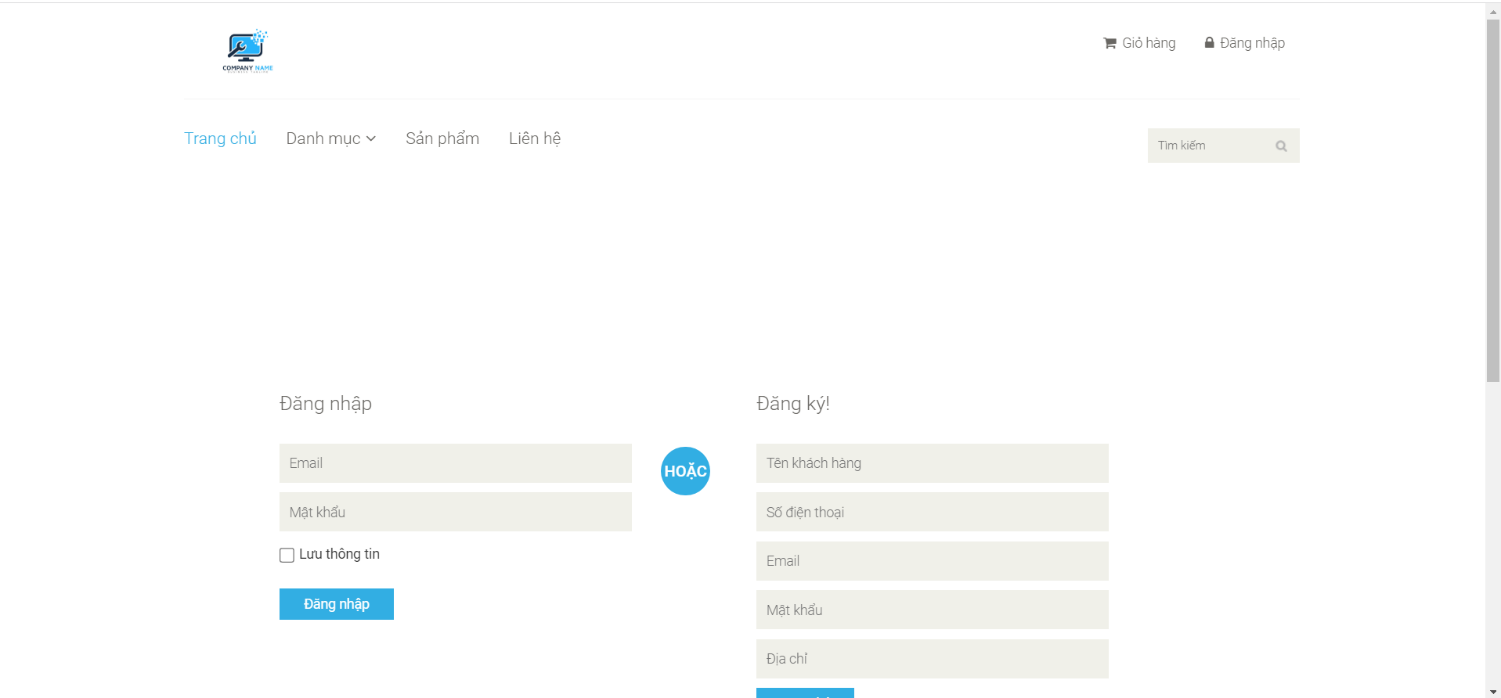 COMPANY NAME
Giỏ hàng
Đăng nhập
Trang chủ
Danh mục
Sản phẩm
Liên hệ
Tìm kiếm
Đăng nhập
Email
Mật khẩu
Lưu thông tin
Đăng nhập
HOẶC
Đăng ký!
Tên khách hàng
Số điện thoại
Email
Mật khẩu
Địa chỉ